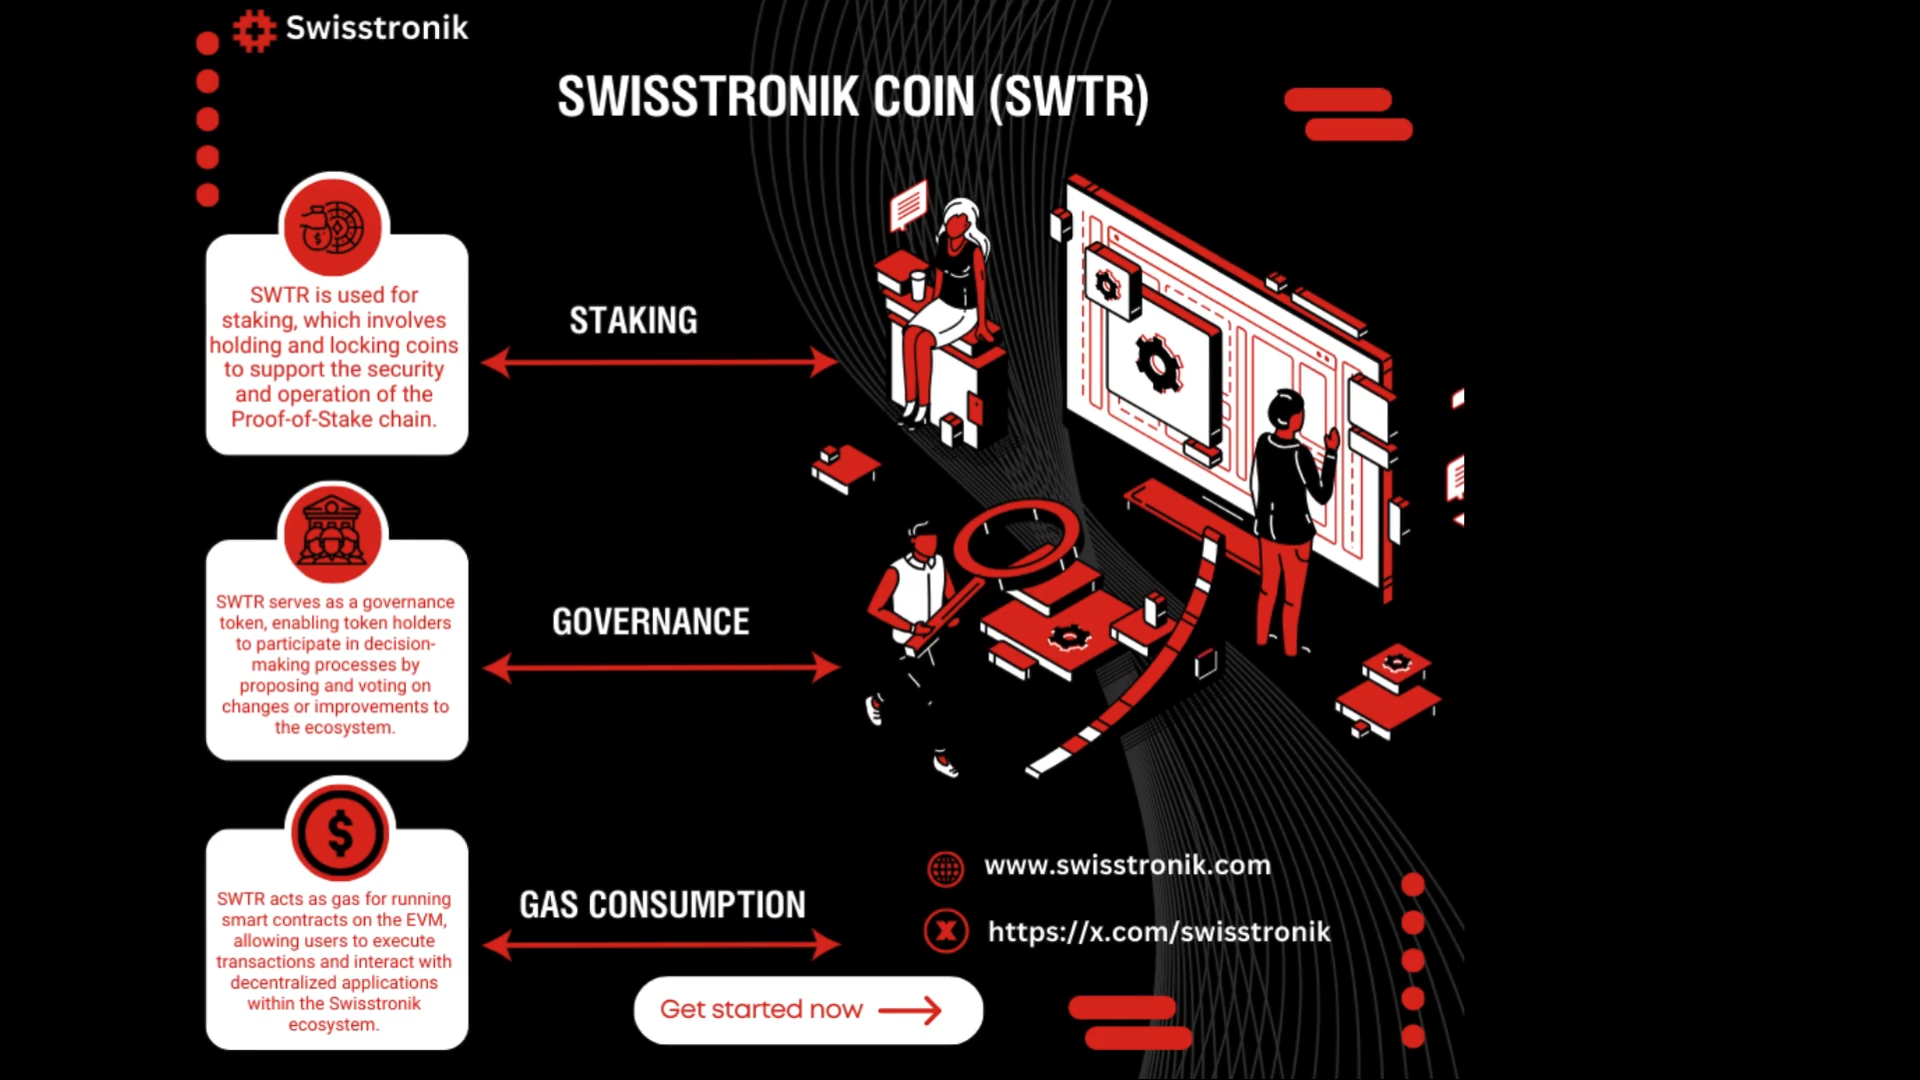 Swisstronik
SWISSTRONIK COIN (SWTR)
SWTR is used for
staking, which involves
holding and locking coins
to support the security
and operation of the
Proof-of-Stake chain.
STAKING
SWTR serves as a governance
token, enabling token holders
to participate in decision-
making processes by
proposing and voting on
changes or improvements to
the ecosystem.
GOVERNANCE
SWTR acts as gas for running
smart contracts on the EVM,
allowing users to execute
transactions and interact with
decentralized applications
within the Swisstronik
ecosystem.
GAS CONSUMPTION
www.swisstronik.com
https://x.com/swisstronik
Get started now